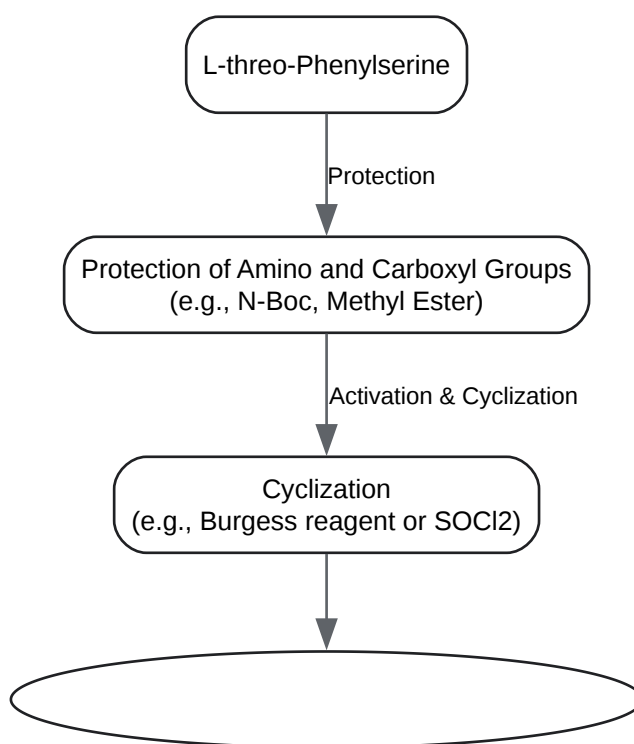 L-threo-Phenylserine
Protection
Protection of Amino and Carboxyl Groups
(e.g., N-Boc, Methyl Ester)
Activation & Cyclization
Cyclization
(e.g., Burgess reagent or SOCl2)